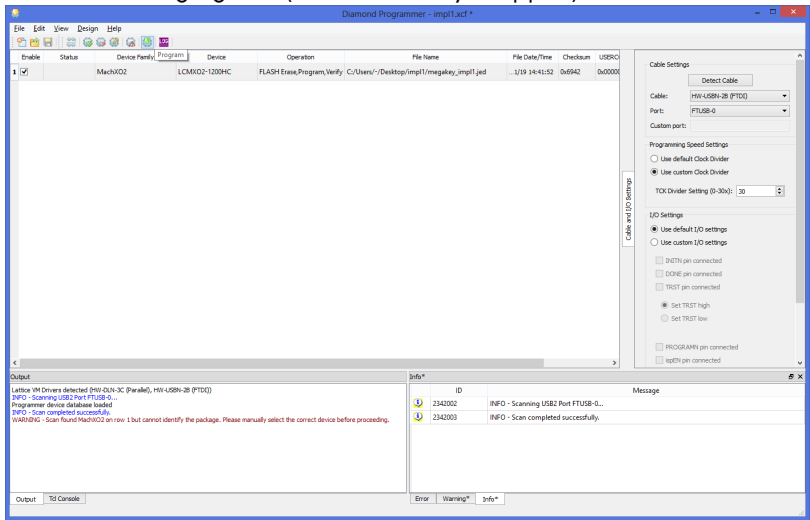 Diamond Programmer - impl1.xcf *
File Edit View Design Help
Program
Enable Status Device Family Device Operation File Name File Date/Time Checksum USERC
1 MachXO2 LCMXO2-1200HC FLASH Erase,Program,Verify C:/Users/-/Desktop/impl1/megakey_impl1.jed ...1/19 14:41:52 0x6942 0x0000
Cable Settings
Detect Cable
Cable: HW-USBN-2B (FTDI)
Port: FTUSB-0
Custom port:
Programming Speed Settings
Use default Clock Divider
Use custom Clock Divider
TCK Divider Setting (0-30x): 30
Cable and I/O Settings
I/O Settings
Use default I/O settings
Use custom I/O settings
INITN pin connected
DONE pin connected
TRST pin connected
Set TRST high
Set TRST low
PROGRAMN pin connected
ispEN pin connected
Output
Lattice VM Drivers detected (HW-DLN-3C (Parallel), HW-USBN-2B (FTDI))
INFO - Scanning USB2 Port FTUSB-0...
Programmer device database loaded
INFO - Scan completed successfully.
WARNING - Scan found MachXO2 on row 1 but cannot identify the package. Please manually select the correct device before proceeding.
Output Tcl Console
Info*
ID Message
2342002 INFO - Scanning USB2 Port FTUSB-0...
2342003 INFO - Scan completed successfully.
Error Warning* Info*